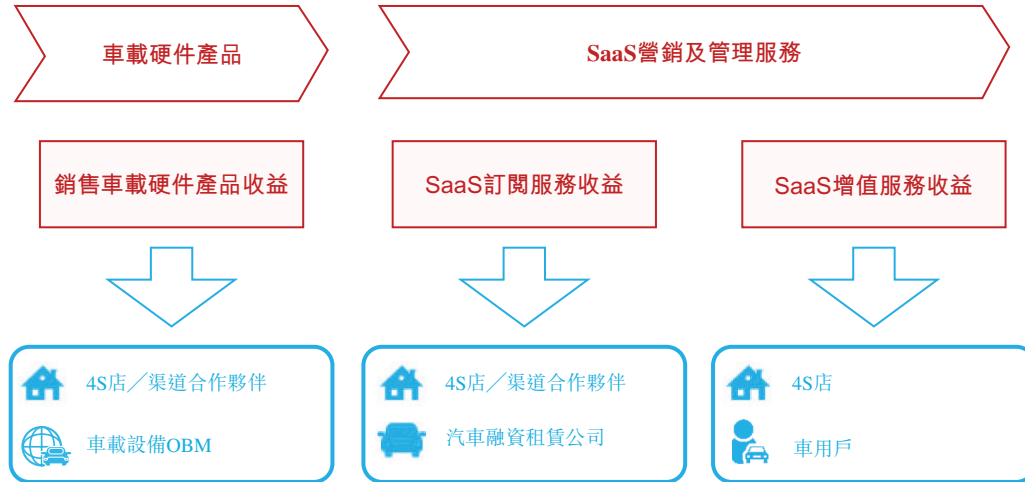 車載硬件產品
SaaS營銷及管理服務
銷售車載硬件產品收益
SaaS訂閱服務收益
SaaS增值服務收益
4S店／渠道合作夥伴
車載設備OBM
4S店／渠道合作夥伴
汽車融資租賃公司
4S店
車用戶